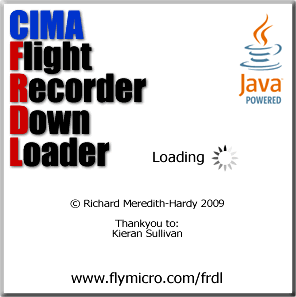 CIMA
Flight
Recorder
Down
Loader
Java
POWERED
Loading
© Richard Meredith-Hardy 2009
Thankyou to:
Kieran Sullivan
www.flymicro.com/frdl